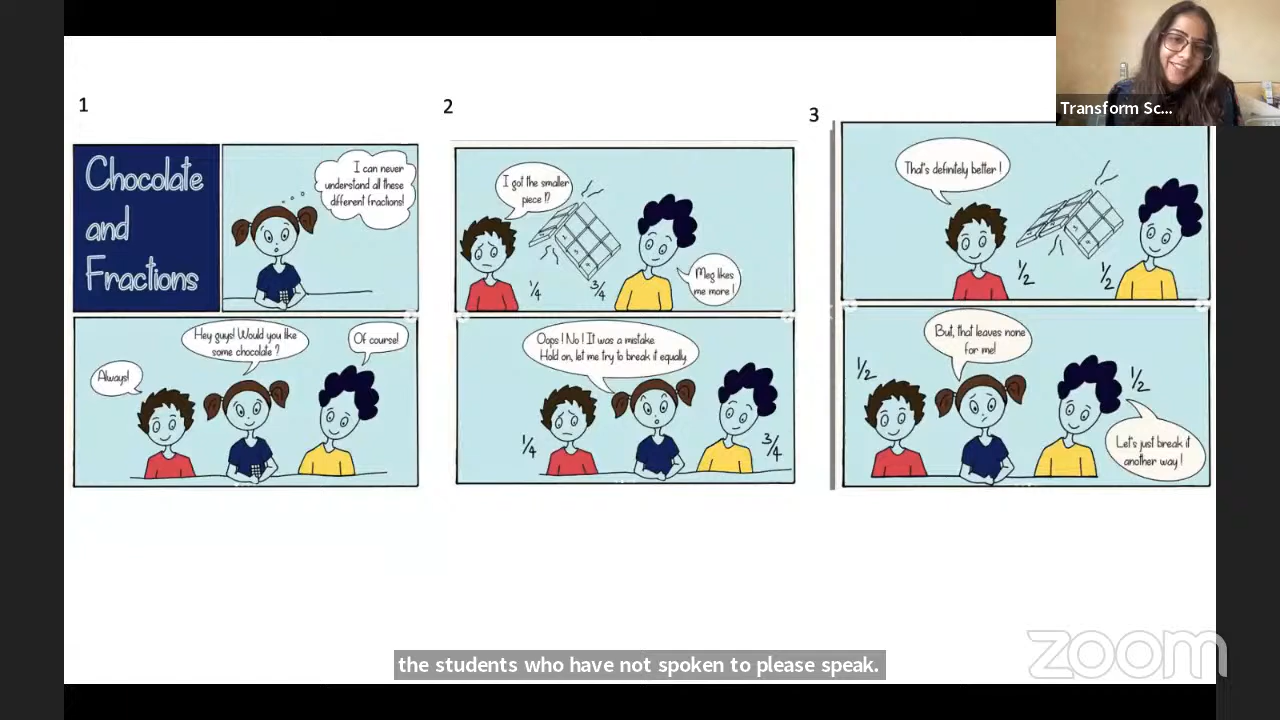 1
Chocolate
and
Fractions
I can never
understand all these
different fractions!
Always!
Hey guys! Would you like
some chocolate ?
Of course!
2
I got the smaller
piece !?
1/4
3/4
Meg likes
me more !
Oops ! No ! It was a mistake.
Hold on, let me try to break it equally.
1/4
3/4
3
That's definitely better !
1/2
1/2
But, that leaves none
for me!
1/2
1/2
Let's just break it
another way !
Transform Sc...
the students who have not spoken to please speak.
zoom